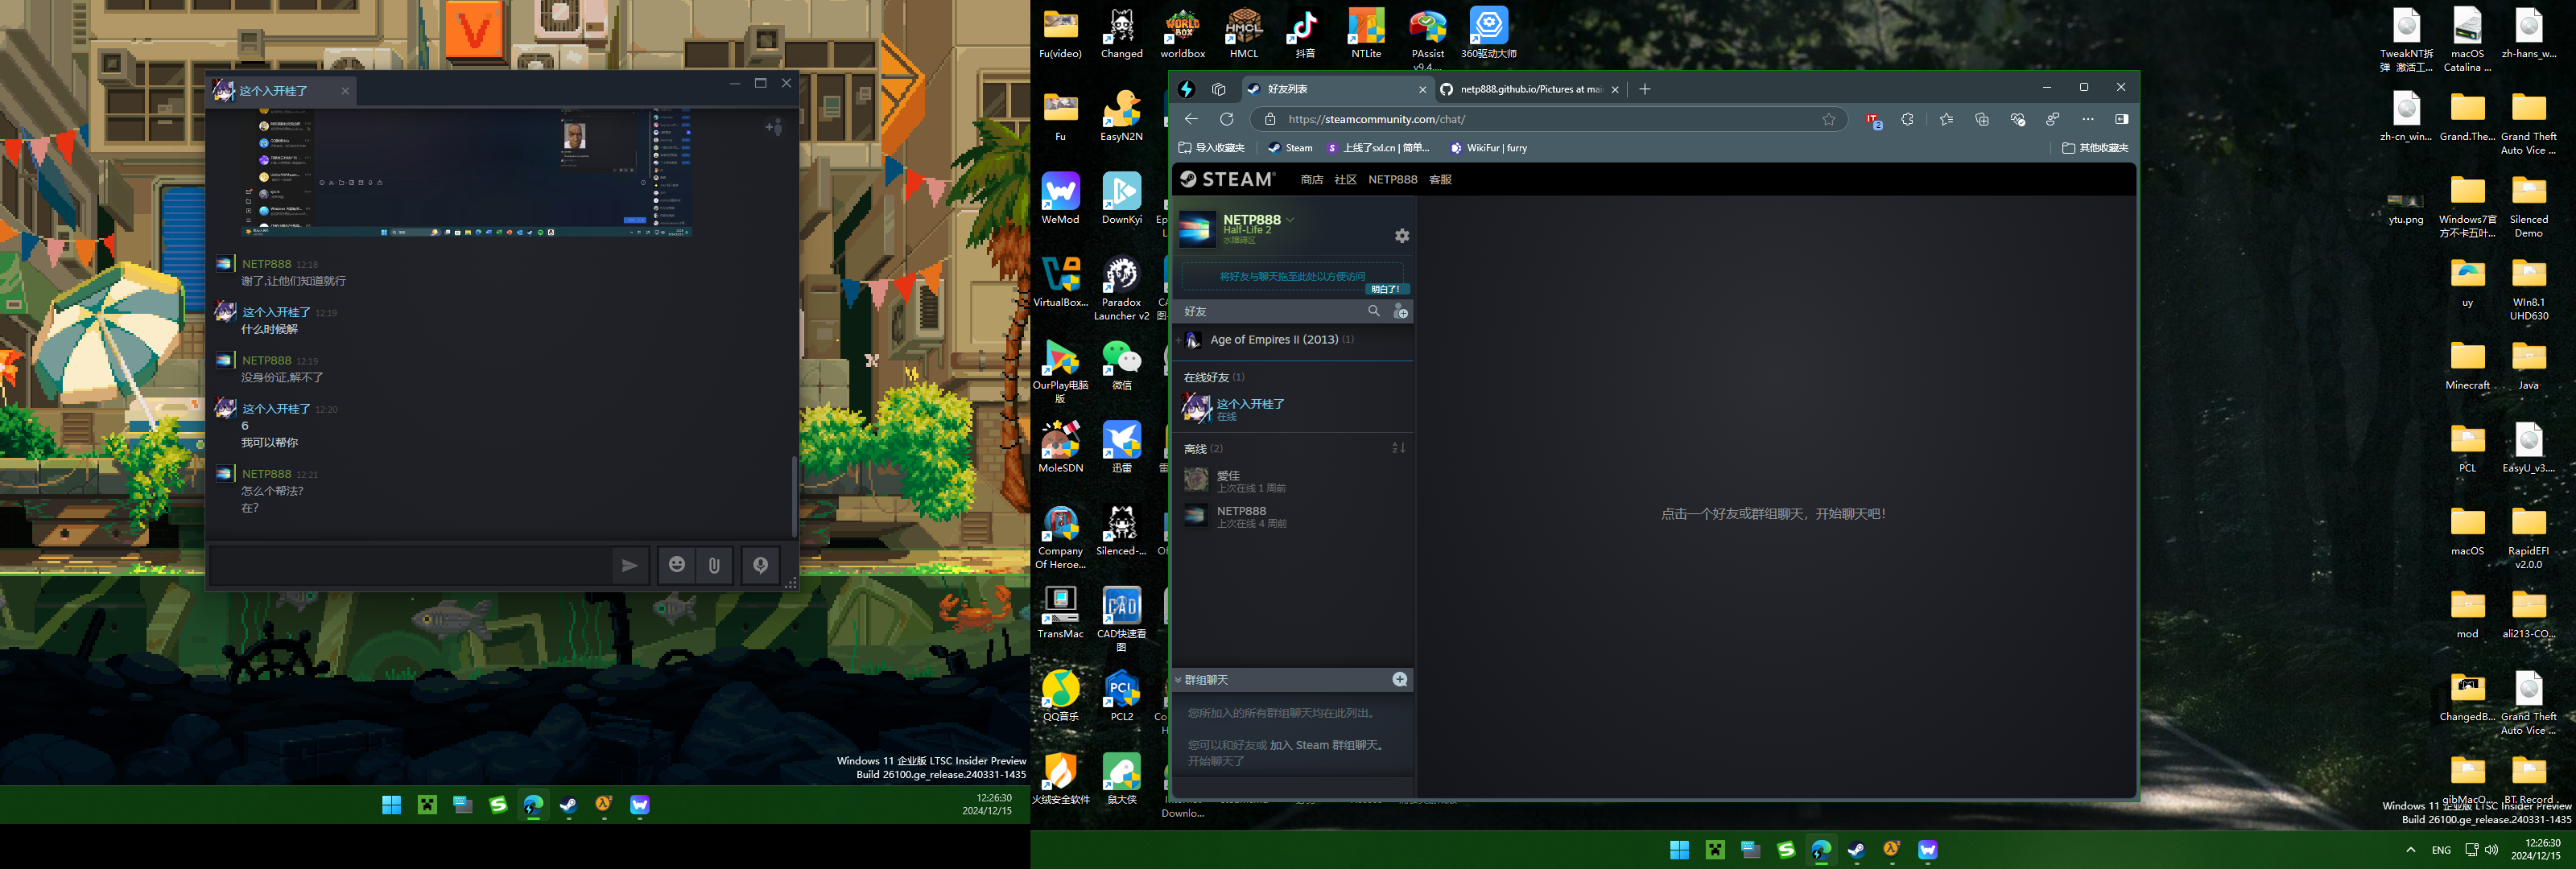 这个入开桂了
NETP888 12:18
谢了,让他们知道就行
这个入开桂了 12:19
什么时候解
NETP888 12:19
没身份证,解不了
这个入开桂了 12:20
6
我可以帮你
NETP888 12:21
怎么个帮法?
在?
Windows 11 企业版 LTSC Insider Preview
Build 26100.ge_release.240331-1435
12:26:30
2024/12/15
Fu(video)
Changed
worldbox
HMCL
抖音
NTLite
PAssist
v9.4....
360驱动大师
Fu
EasyN2N
WeMod
DownKyi
VirtualBox...
Paradox
Launcher v2
OurPlay电脑
版
微信
MoleSDN
迅雷
Company
Of Heroe...
Silenced-...
TransMac
CAD快速看
图
QQ音乐
PCL2
火绒安全软件
鼠大侠
Downlo...
好友列表
netp888.github.io/Pictures at mai
https://steamcommunity.com/chat/
导入收藏夹
Steam
上线了sxl.cn | 简单...
WikiFur | furry
其他收藏夹
STEAM
商店
社区
NETP888
客服
NETP888
Half-Life 2
水障碍区
将好友与聊天拖至此处以方便访问
明白了!
好友
Age of Empires II (2013) (1)
在线好友 (1)
这个入开桂了
在线
离线 (2)
爱佳
上次在线 1 周前
NETP888
上次在线 4 周前
群组聊天
您所加入的所有群组聊天均在此列出。
您可以和好友或 加入 Steam 群组聊天。
开始聊天了
点击一个好友或群组聊天，开始聊天吧！
TweakNT拆
弹 激活工...
macOS
Catalina ...
zh-hans_w...
zh-cn_win...
Grand.The...
Grand Theft
Auto Vice ...
ytu.png
Windows7官
方不卡五叶...
Silenced
Demo
uy
WIn8.1
UHD630
Minecraft
Java
PCL
EasyU_v3....
macOS
RapidEFI
v2.0.0
mod
ali213-CO...
ChangedB...
Grand Theft
Auto Vice ...
gibMacO...
BT Record
Windows 11 企业版 LTSC Insider Preview
Build 26100.ge_release.240331-1435
ENG
12:26:30
2024/12/15